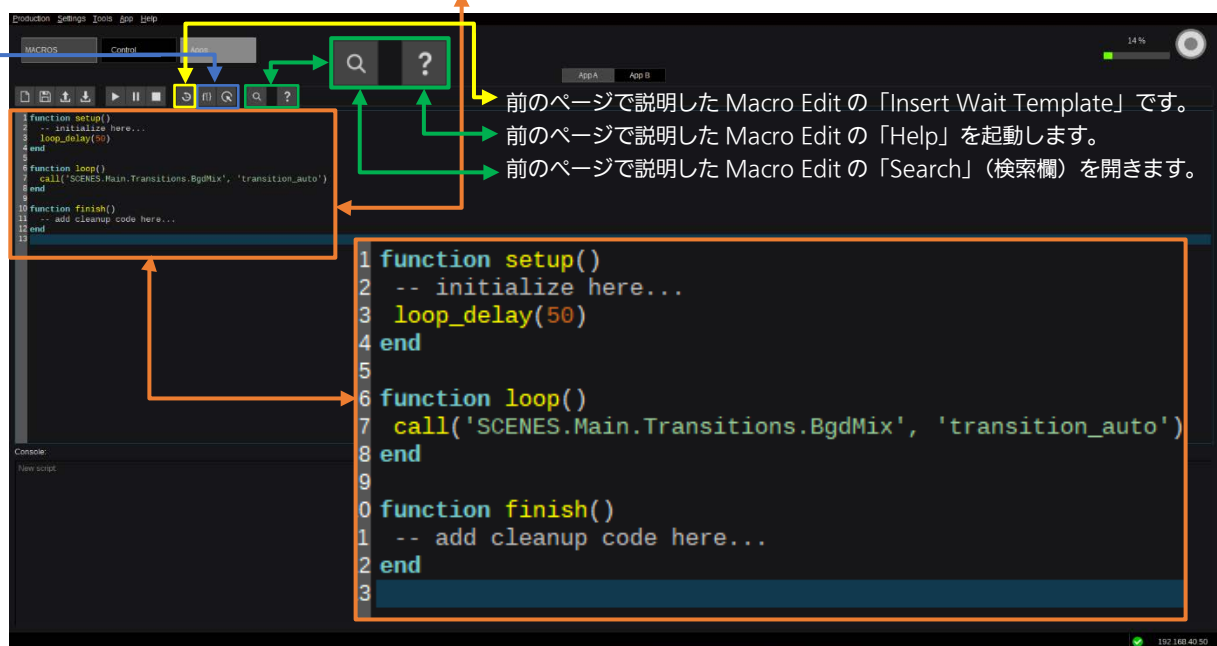 Production Settings Tools App Help
MACROS Control Apps
14 %
App A App B
?
f() ?
前のページで説明した Macro Edit の「Insert Wait Template」です。
前のページで説明した Macro Edit の「Help」を起動します。
前のページで説明した Macro Edit の「Search」（検索欄）を開きます。
1 function setup()
2 -- initialize here...
3 loop_delay(50)
4 end
5
6 function loop()
7 call('SCENES.Main.Transitions.BgdMix', 'transition_auto')
8 end
9
10 function finish()
11 -- add cleanup code here...
12 end
13
1 function setup()
2 -- initialize here...
3 loop_delay(50)
4 end
5
6 function loop()
7 call('SCENES.Main.Transitions.BgdMix', 'transition_auto')
8 end
9
0 function finish()
1 -- add cleanup code here...
2 end
3
Console:
New script
192.168.40.50